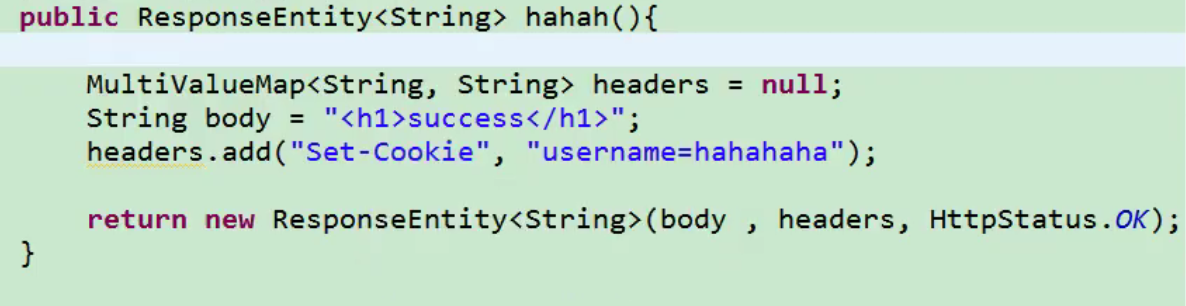 public ResponseEntity<String> hahah(){
MultiValueMap<String, String> headers = null;
String body = "<h1>success</h1>";
headers.add("Set-Cookie", "username=hahahaha");
return new ResponseEntity<String>(body , headers, HttpStatus.OK);
}